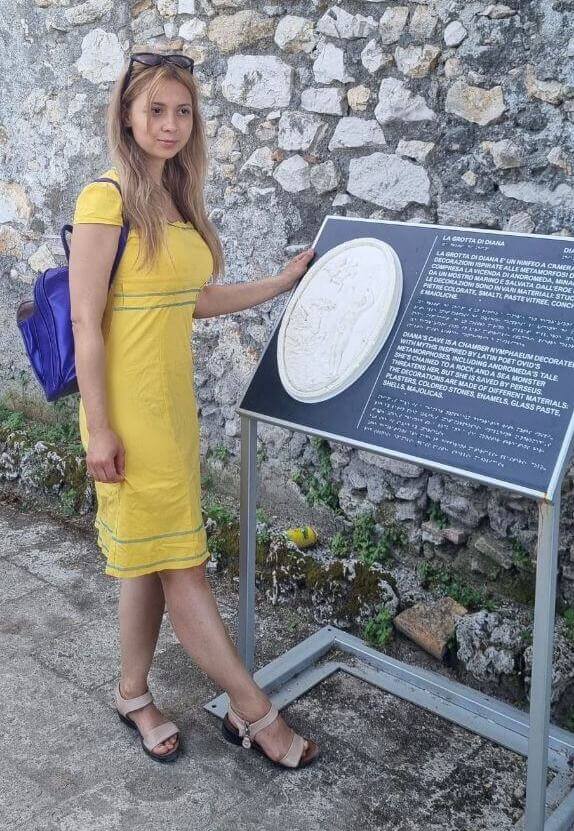 LA GROTTA DI DIANA
LA GROTTA DI DIANA E' UN NINFEO A CAMERA
DECORAZIONI ISPIRATE ALLE METAMORFOSI
COMPRESA LA VICENDA DI ANDROMEDA,
DA UN MOSTRO MARINO E SALVATA DALL'EROE
LE DECORAZIONI SONO IN VARI MATERIALI:
PIETRE COLORATE, SMALTI, PASTE VITREE,
E MAIOLICHE.
DIANA'S CAVE IS A CHAMBER NYMPHAEUM DECORATED
WITH MYTHS INSPIRED BY LATIN POET OVID'S
METAMORPHOSES, INCLUDING ANDROMEDA'S TALE
SHE'S CHAINED TO A ROCK AND A SEA MONSTER
THREATENS HER, BUT SHE IS SAVED BY PERSEUS.
THE DECORATIONS ARE MADE OF DIFFERENT MATERIALS:
PLASTERS, COLORED STONES, ENAMELS, GLASS PASTE,
SHELLS, MAJOLICAS.